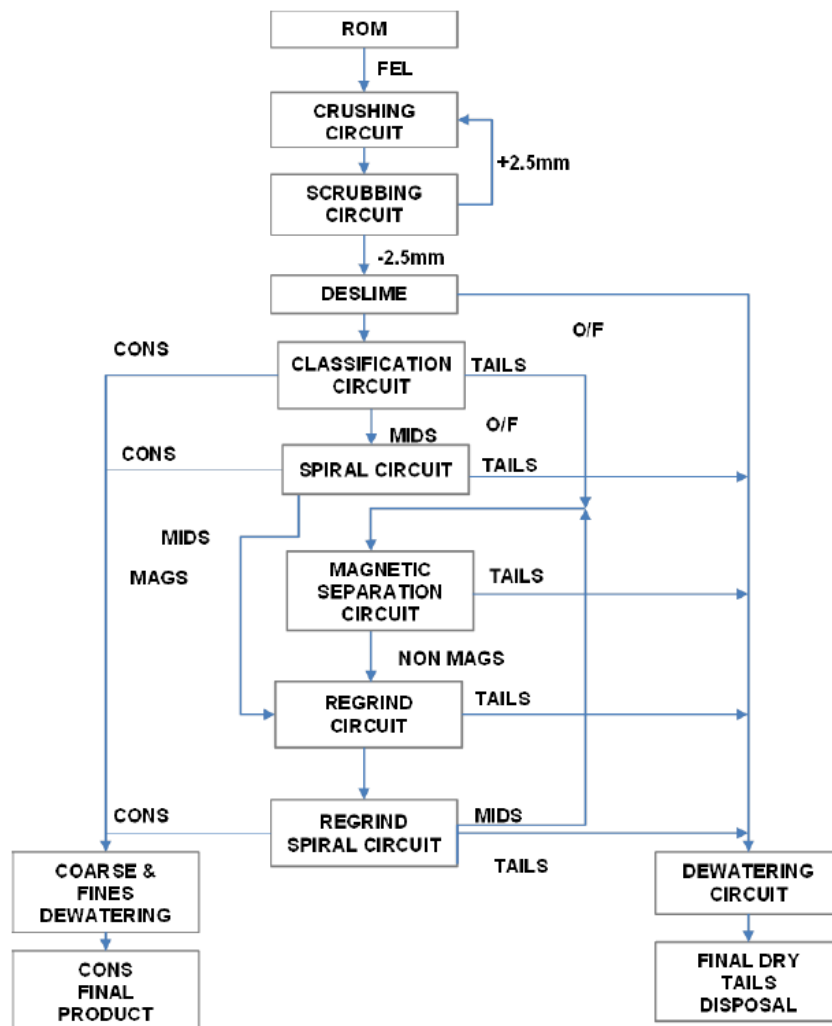 ROM
FEL
CRUSHING
CIRCUIT
+2.5mm
SCRUBBING
CIRCUIT
-2.5mm
DESLIME
O/F
CONS
CLASSIFICATION
CIRCUIT
TAILS
MIDS
O/F
CONS
SPIRAL CIRCUIT
TAILS
MIDS
MAGS
MAGNETIC
SEPARATION
CIRCUIT
TAILS
NON MAGS
REGRIND
CIRCUIT
TAILS
CONS
REGRIND
SPIRAL CIRCUIT
MIDS
TAILS
COARSE &
FINES
DEWATERING
DEWATERING
CIRCUIT
CONS
FINAL
PRODUCT
FINAL DRY
TAILS
DISPOSAL